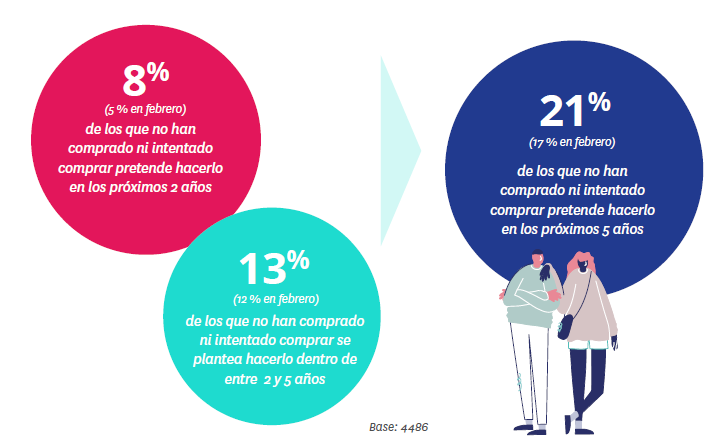 8%
(5 % en febrero)
de los que no han
comprado ni intentado
comprar pretende hacerlo
en los próximos 2 años
13%
(12 % en febrero)
de los que no han comprado
ni intentado comprar se
plantea hacerlo dentro de
entre 2 y 5 años
21%
(17 % en febrero)
de los que no han
comprado ni intentado
comprar pretende hacerlo
en los próximos 5 años
Base: 4486